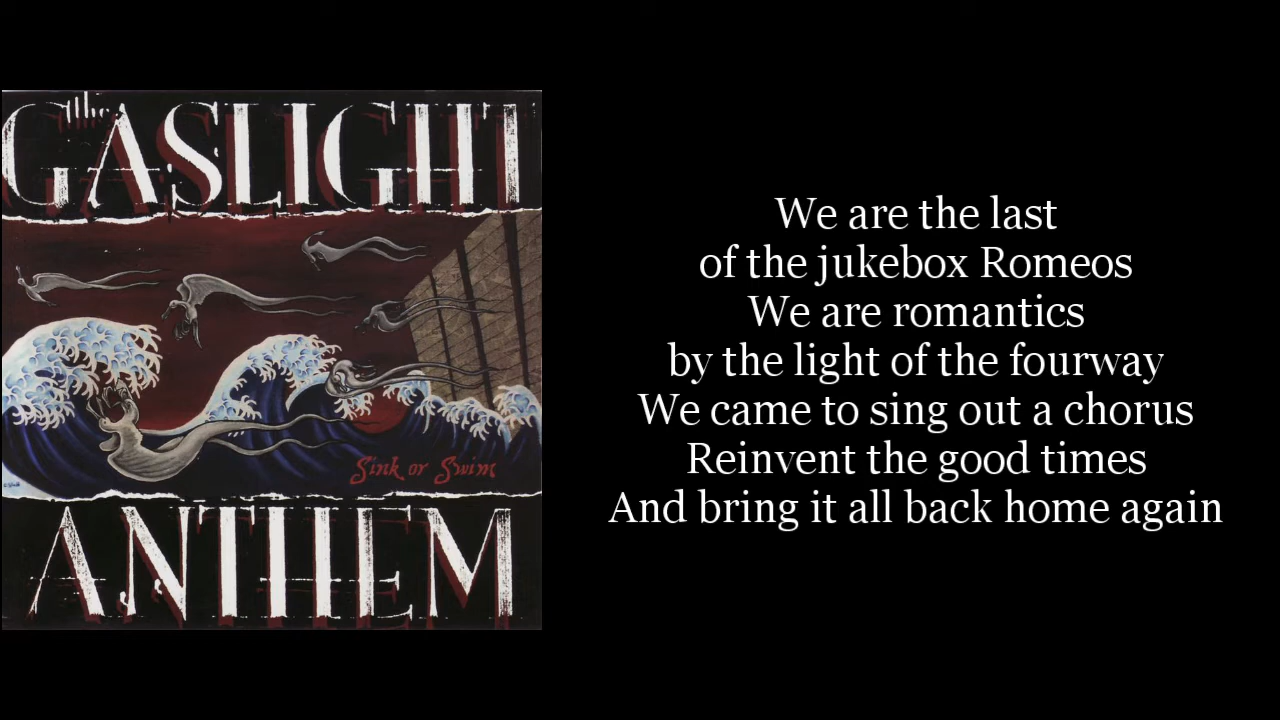 the
GASLIGHT
Sink or Swim
ANTHEM
We are the last
of the jukebox Romeos
We are romantics
by the light of the fourway
We came to sing out a chorus
Reinvent the good times
And bring it all back home again